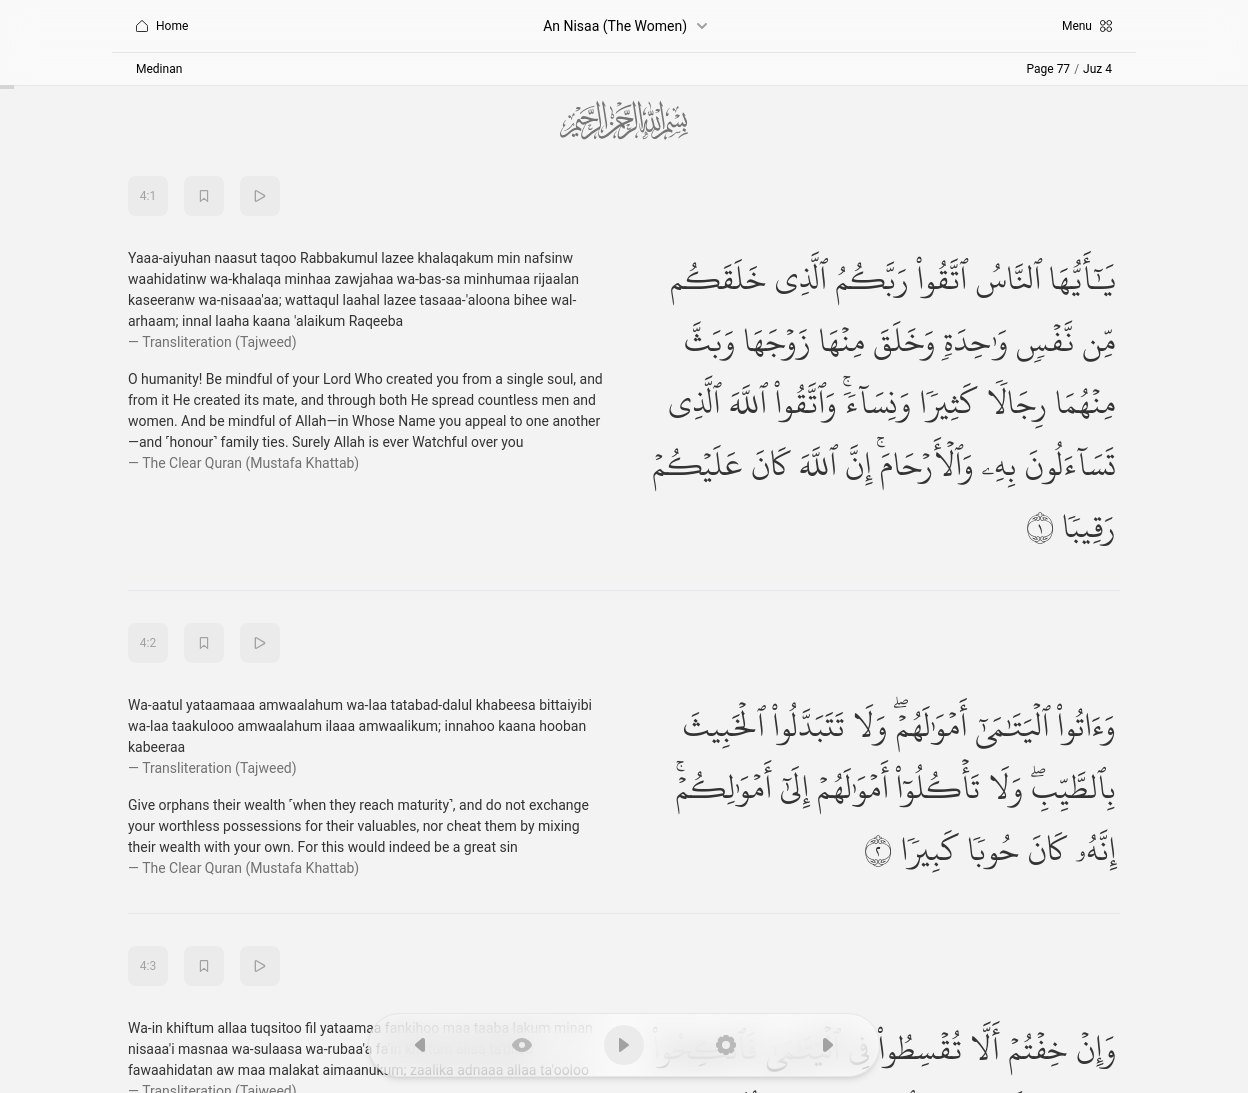 Home
An Nisaa (The Women)
Menu
Medinan
Page 77 / Juz 4
بِسْمِ ٱللَّهِ ٱلرَّحْمَٰنِ ٱلرَّحِيمِ
4:1
Yaaa-aiyuhan naasut taqoo Rabbakumul lazee khalaqakum min nafsinw
waahidatinw wa-khalaqa minhaa zawjahaa wa-bas-sa minhumaa rijaalan
kaseeranw wa-nisaaa'aa; wattaqul laahal lazee tasaaa-'aloona bihee wal-
arhaam; innal laaha kaana 'alaikum Raqeeba
— Transliteration (Tajweed)
O humanity! Be mindful of your Lord Who created you from a single soul, and
from it He created its mate, and through both He spread countless men and
women. And be mindful of Allah—in Whose Name you appeal to one another
—and ˹honour˺ family ties. Surely Allah is ever Watchful over you
— The Clear Quran (Mustafa Khattab)
يَـٰٓأَيُّهَا ٱلنَّاسُ ٱتَّقُوا۟ رَبَّكُمُ ٱلَّذِى خَلَقَكُم
مِّن نَّفْسٍ وَٰحِدَةٍ وَخَلَقَ مِنْهَا زَوْجَهَا وَبَثَّ
مِنْهُمَا رِجَالًا كَثِيرًا وَنِسَآءً ۚ وَٱتَّقُوا۟ ٱللَّهَ ٱلَّذِى
تَسَآءَلُونَ بِهِۦ وَٱلْأَرْحَامَ ۚ إِنَّ ٱللَّهَ كَانَ عَلَيْكُمْ
رَقِيبًا ١
4:2
Wa-aatul yataamaaa amwaalahum wa-laa tatabad-dalul khabeesa bittaiyibi
wa-laa taakulooo amwaalahum ilaaa amwaalikum; innahoo kaana hooban
kabeeraa
— Transliteration (Tajweed)
Give orphans their wealth ˹when they reach maturity˺, and do not exchange
your worthless possessions for their valuables, nor cheat them by mixing
their wealth with your own. For this would indeed be a great sin
— The Clear Quran (Mustafa Khattab)
وَءَاتُوا۟ ٱلْيَتَـٰمَىٰٓ أَمْوَٰلَهُمْ ۖ وَلَا تَتَبَدَّلُوا۟ ٱلْخَبِيثَ
بِٱلطَّيِّبِ ۖ وَلَا تَأْكُلُوٓا۟ أَمْوَٰلَهُمْ إِلَىٰٓ أَمْوَٰلِكُمْ ۚ
إِنَّهُۥ كَانَ حُوبًا كَبِيرًا ٢
4:3
Wa-in khiftum allaa tuqsitoo fil yataamaa fankihoo maa taaba lakum minan
nisaaa'i masnaa wa-sulaasa wa-rubaa'a
fawaahidatan aw maa malakat aimaanukum; zaalika adnaaa allaa ta'ooloo
— Transliteration (Tajweed)
وَإِنْ خِفْتُمْ أَلَّا تُقْسِطُوا۟ فِى ٱلْيَتَـٰمَىٰ فَٱنكِحُوا۟